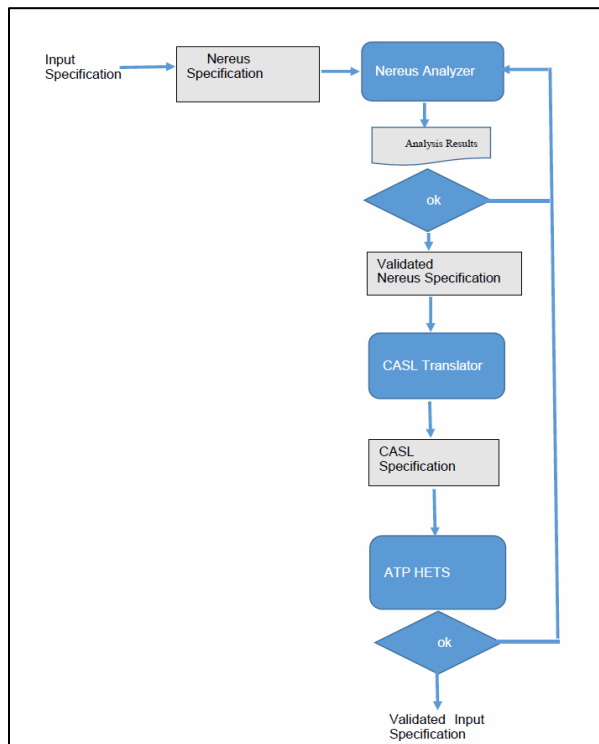 Input
Specification
Nereus
Specification
Nereus Analyzer
Analysis Results
ok
Validated
Nereus Specification
CASL Translator
CASL
Specification
ATP HETS
ok
Validated Input
Specification